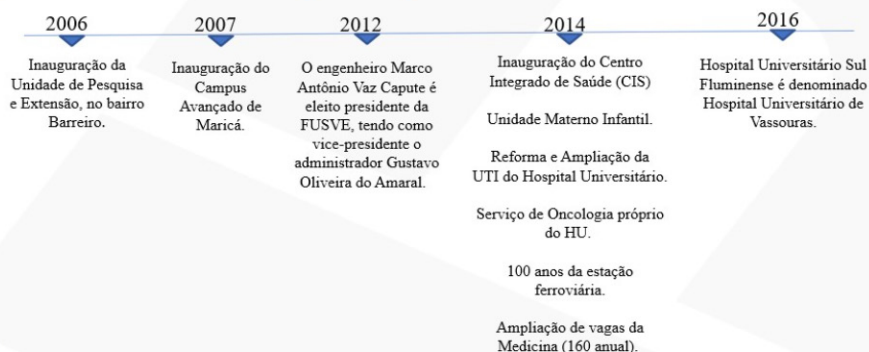 2006
Inauguração da
Unidade de Pesquisa
e Extensão, no bairro
Barreiro.
2007
Inauguração do
Campus
Avançado de
Maricá.
2012
O engenheiro Marco
Antônio Vaz Capute é
eleito presidente da
FUSVE, tendo como
vice-presidente o
administrador Gustavo
Oliveira do Amaral.
2014
Inauguração do Centro
Integrado de Saúde (CIS)
Unidade Materno Infantil.
Reforma e Ampliação da
UTI do Hospital Universitário.
Serviço de Oncologia próprio
do HU.
100 anos da estação
ferroviária.
Ampliação de vagas da
Medicina (160 anual).
2016
Hospital Universitário Sul
Fluminense é denominado
Hospital Universitário de
Vassouras.